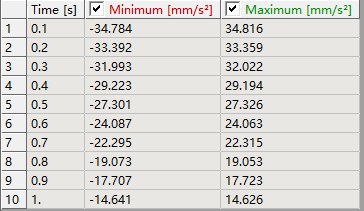 Time [s] Minimum [mm/s²] Maximum [mm/s²]
1 0.1 -34.784 34.816
2 0.2 -33.392 33.359
3 0.3 -31.993 32.022
4 0.4 -29.223 29.194
5 0.5 -27.301 27.326
6 0.6 -24.087 24.063
7 0.7 -22.295 22.315
8 0.8 -19.073 19.053
9 0.9 -17.707 17.723
10 1. -14.641 14.626